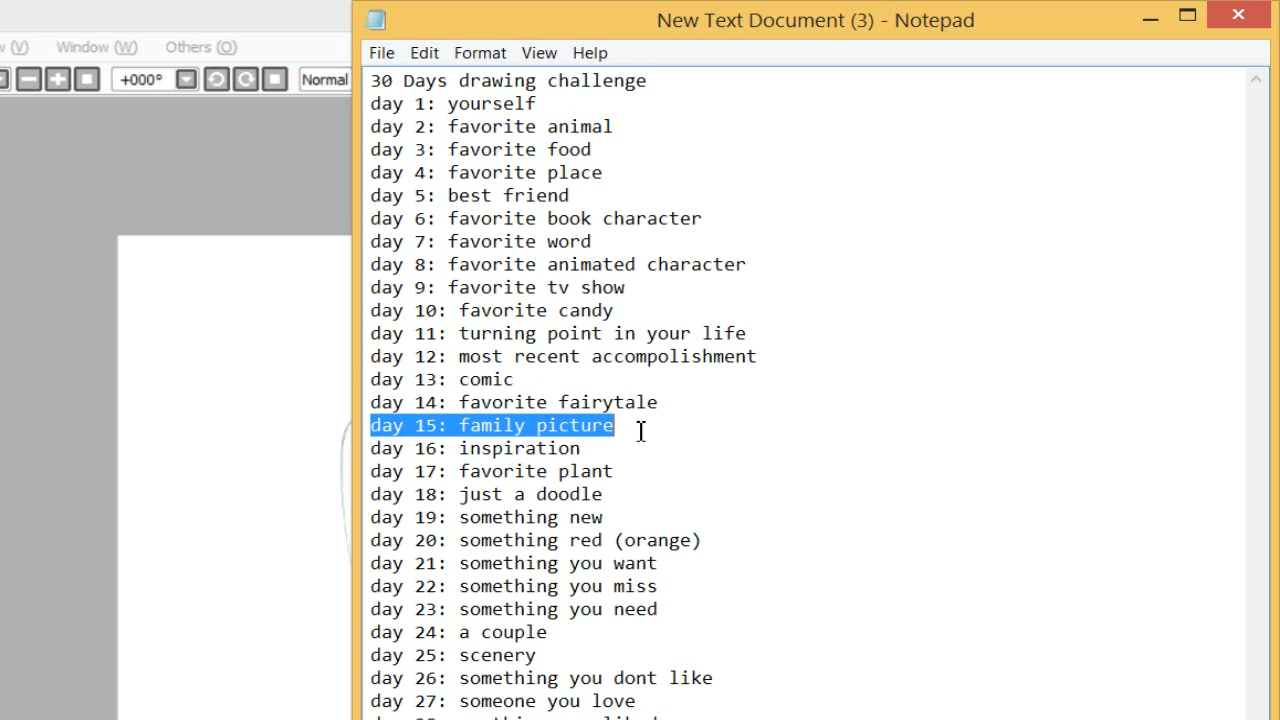 New Text Document (3) - Notepad
(V) Window (W) Others (O)
File Edit Format View Help
+000° Normal
30 Days drawing challenge
day 1: yourself
day 2: favorite animal
day 3: favorite food
day 4: favorite place
day 5: best friend
day 6: favorite book character
day 7: favorite word
day 8: favorite animated character
day 9: favorite tv show
day 10: favorite candy
day 11: turning point in your life
day 12: most recent accompolishment
day 13: comic
day 14: favorite fairytale
day 15: family picture
day 16: inspiration
day 17: favorite plant
day 18: just a doodle
day 19: something new
day 20: something red (orange)
day 21: something you want
day 22: something you miss
day 23: something you need
day 24: a couple
day 25: scenery
day 26: something you dont like
day 27: someone you love